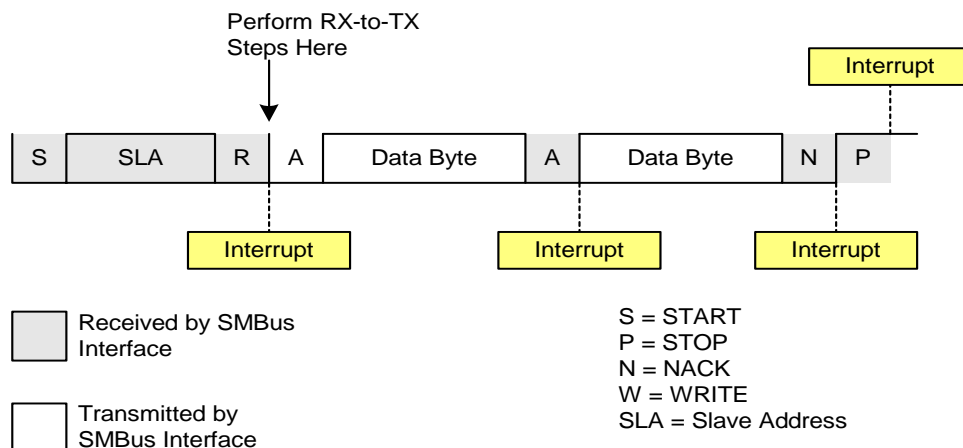 Perform RX-to-TX
Steps Here
Interrupt
S SLA R A Data Byte A Data Byte N P
Interrupt Interrupt Interrupt
Received by SMBus
Interface
Transmitted by
SMBus Interface
S = START
P = STOP
N = NACK
W = WRITE
SLA = Slave Address